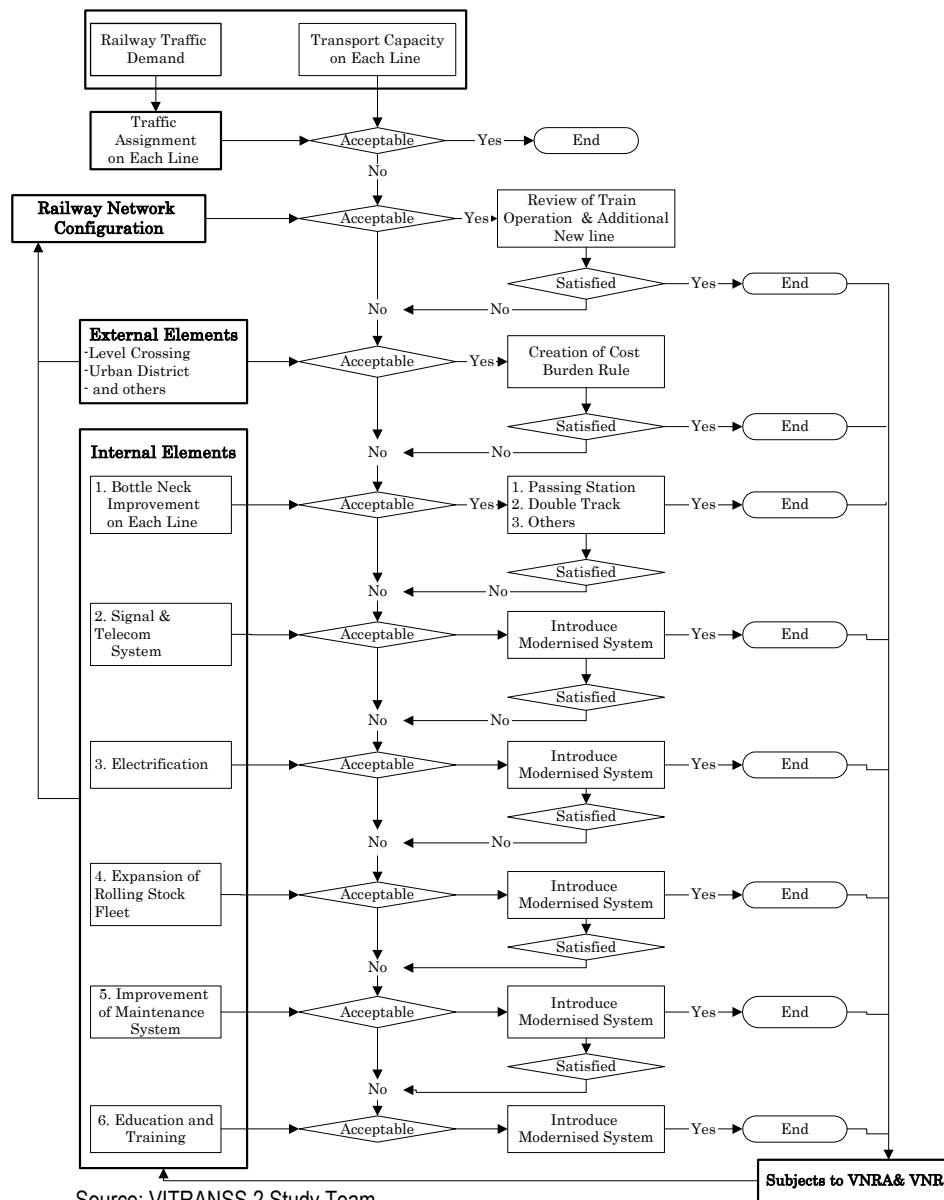 Railway Traffic
Demand
Transport Capacity
on Each Line
Traffic
Assignment
on Each Line
Acceptable
Yes
End
No
Railway Network
Configuration
Acceptable
Yes
Review of Train
Operation & Additional
New line
Satisfied
Yes
End
No
No
External Elements
-Level Crossing
-Urban District
- and others
Acceptable
Yes
Creation of Cost
Burden Rule
Satisfied
Yes
End
No
No
Internal Elements
1. Bottle Neck
Improvement
on Each Line
Acceptable
Yes
1. Passing Station
2. Double Track
3. Others
Yes
End
Satisfied
No
No
2. Signal &
Telecom
System
Acceptable
Introduce
Modernised System
Yes
End
Satisfied
No
No
3. Electrification
Acceptable
Introduce
Modernised System
Yes
End
Satisfied
No
No
4. Expansion of
Rolling Stock
Fleet
Acceptable
Introduce
Modernised System
Yes
End
Satisfied
No
5. Improvement
of Maintenance
System
Acceptable
Introduce
Modernised System
Yes
End
Satisfied
No
6. Education and
Training
Acceptable
Introduce
Modernised System
Yes
End
Subjects to VNRA& VNR
Source: VITRANSS 2 Study Team